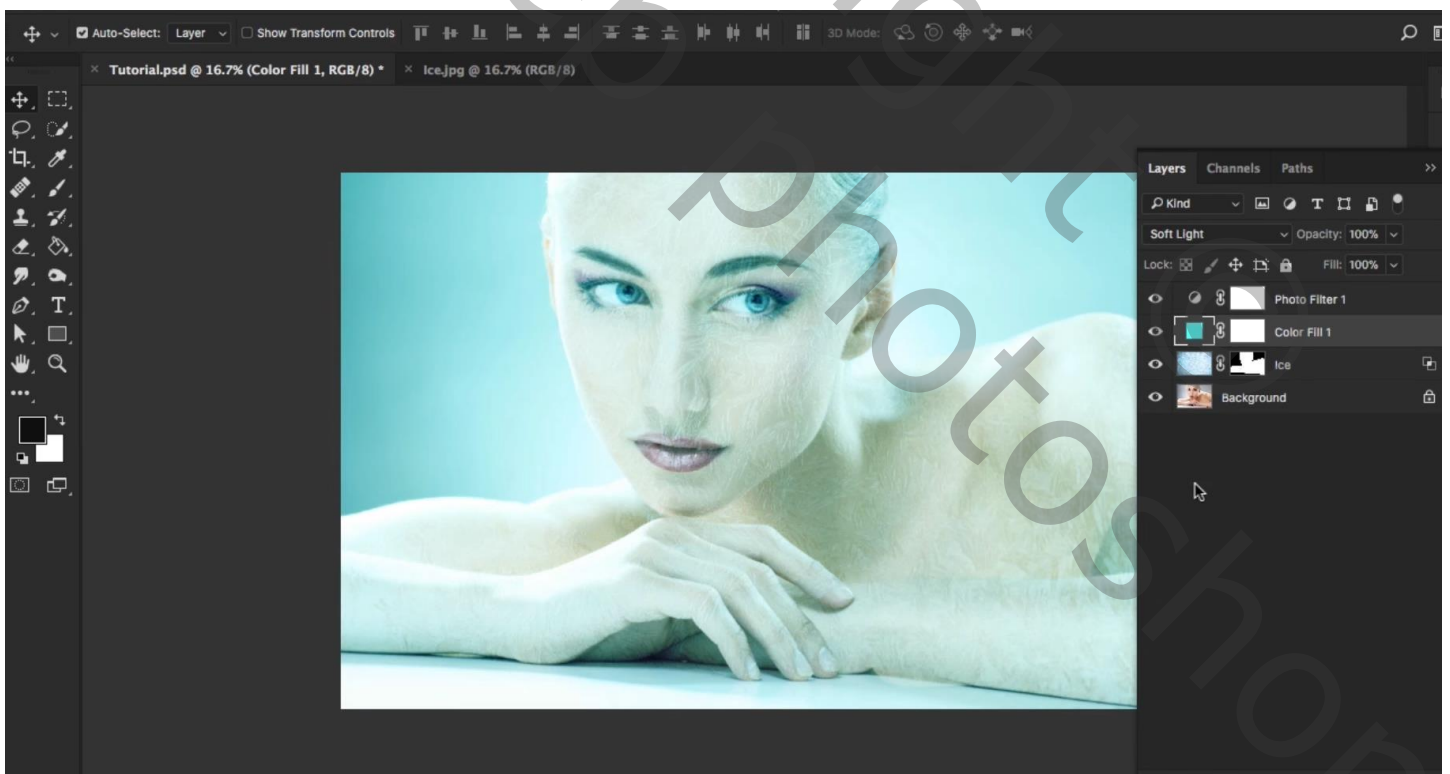 Auto-Select: Layer Show Transform Controls 3D Mode:
× Tutorial.psd @ 16.7% (Color Fill 1, RGB/8) * × Ice.jpg @ 16.7% (RGB/8)
Layers Channels Paths
Kind
Soft Light Opacity: 100%
Lock: Fill: 100%
Photo Filter 1
Color Fill 1
Ice
Background
photoshop